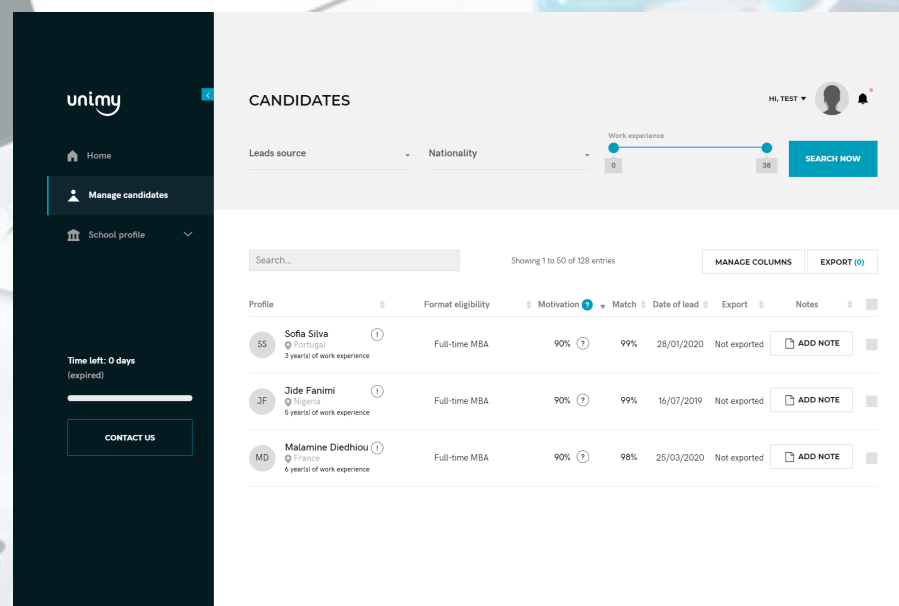 unimy
Home
Manage candidates
School profile
Time left: 0 days
(expired)
CONTACT US
CANDIDATES
HI, TEST
Leads source
Nationality
Work experience
0
38
SEARCH NOW
Search...
Showing 1 to 50 of 128 entries
MANAGE COLUMNS
EXPORT (0)
Profile Format eligibility Motivation ? Match Date of lead Export Notes
SS
Sofia Silva !
Portugal
3 year(s) of work experience
Full-time MBA 90% ? 99% 28/01/2020 Not exported ADD NOTE
JF
Jide Fanimi !
Nigeria
5 year(s) of work experience
Full-time MBA 90% ? 99% 16/07/2019 Not exported ADD NOTE
MD
Malamine Diedhiou !
France
6 year(s) of work experience
Full-time MBA 90% ? 98% 25/03/2020 Not exported ADD NOTE